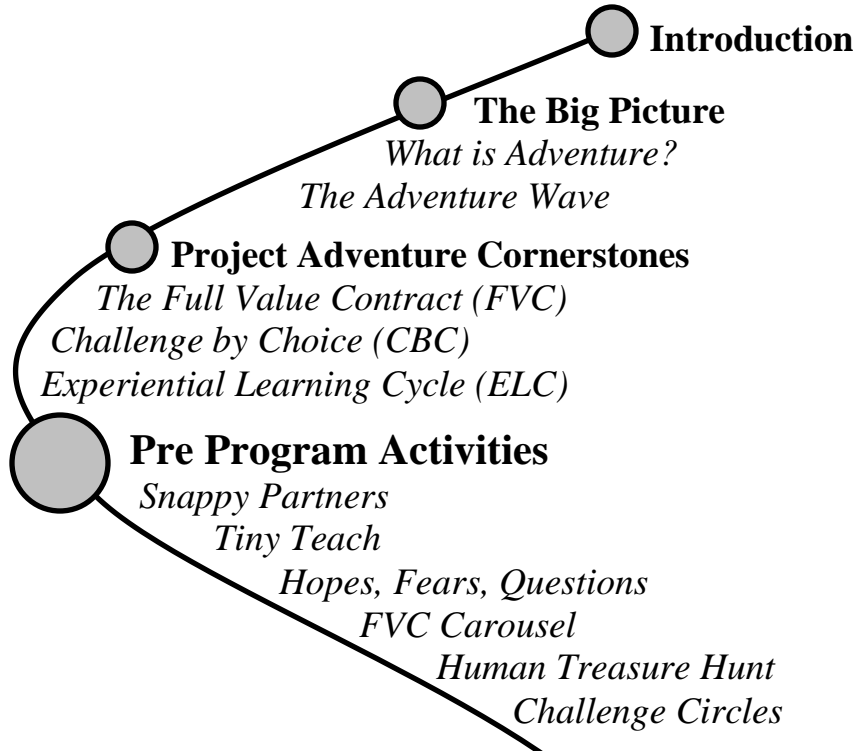 Introduction
The Big Picture
What is Adventure?
The Adventure Wave
Project Adventure Cornerstones
The Full Value Contract (FVC)
Challenge by Choice (CBC)
Experiential Learning Cycle (ELC)
Pre Program Activities
Snappy Partners
Tiny Teach
Hopes, Fears, Questions
FVC Carousel
Human Treasure Hunt
Challenge Circles